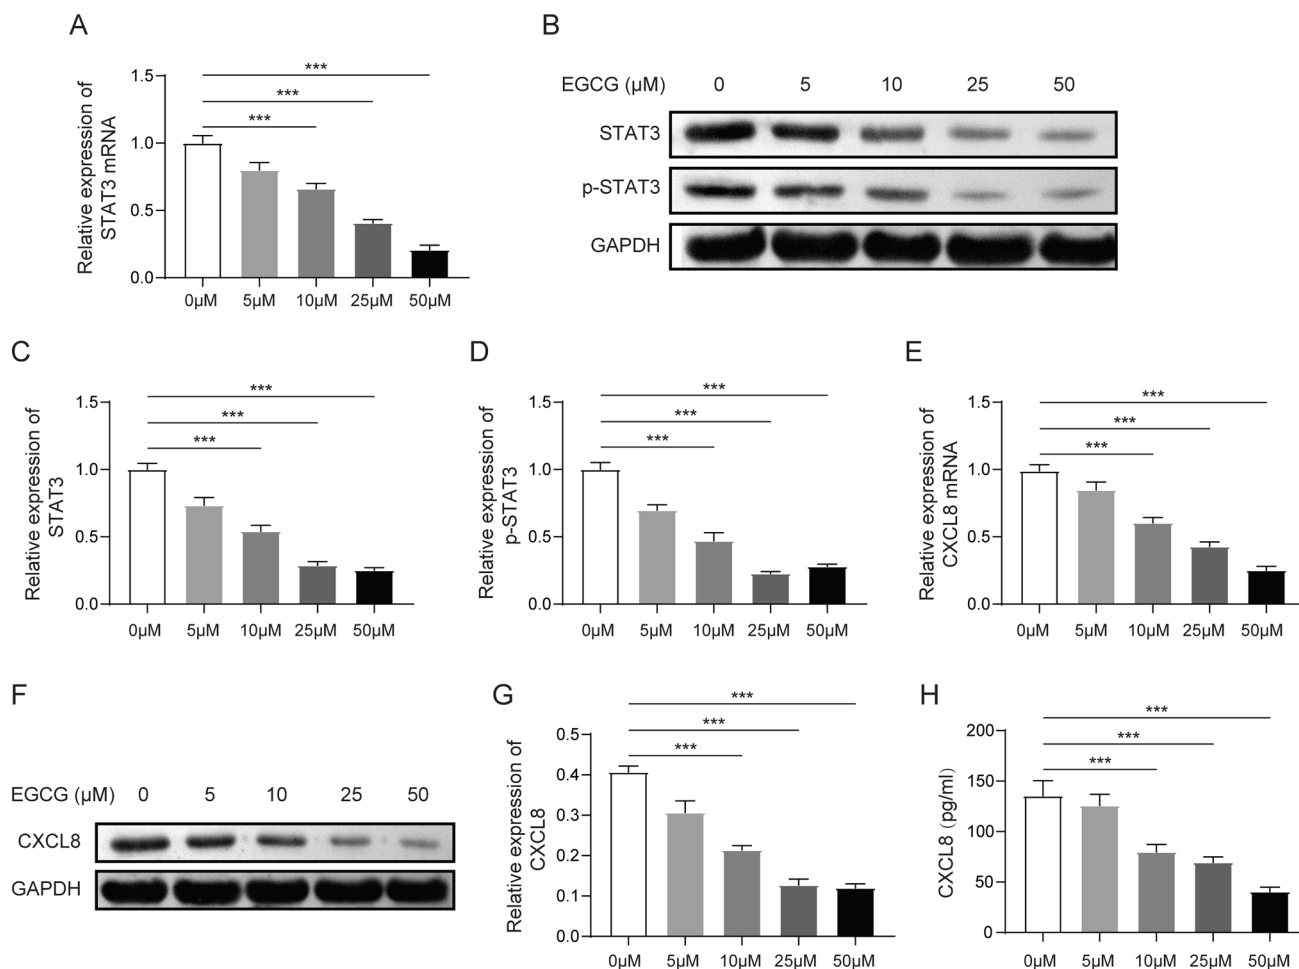 A
Relative expression of
STAT3 mRNA
1.5
1.0
0.5
0.0
***
***
***
0μM
5μM
10μM
25μM
50μM
B
EGCG (μM)
0
5
10
25
50
STAT3
p-STAT3
GAPDH
C
Relative expression of
STAT3
1.5
1.0
0.5
0.0
***
***
***
0μM
5μM
10μM
25μM
50μM
D
Relative expression of
p-STAT3
1.5
1.0
0.5
0.0
***
***
***
0μM
5μM
10μM
25μM
50μM
E
Relative expression of
CXCL8 mRNA
1.5
1.0
0.5
0.0
***
***
***
0μM
5μM
10μM
25μM
50μM
F
EGCG (μM)
0
5
10
25
50
CXCL8
GAPDH
G
Relative expression of
CXCL8
0.5
0.4
0.3
0.2
0.1
0.0
***
***
***
0μM
5μM
10μM
25μM
50μM
H
CXCL8 (pg/ml)
200
150
100
50
0
***
***
***
0μM
5μM
10μM
25μM
50μM